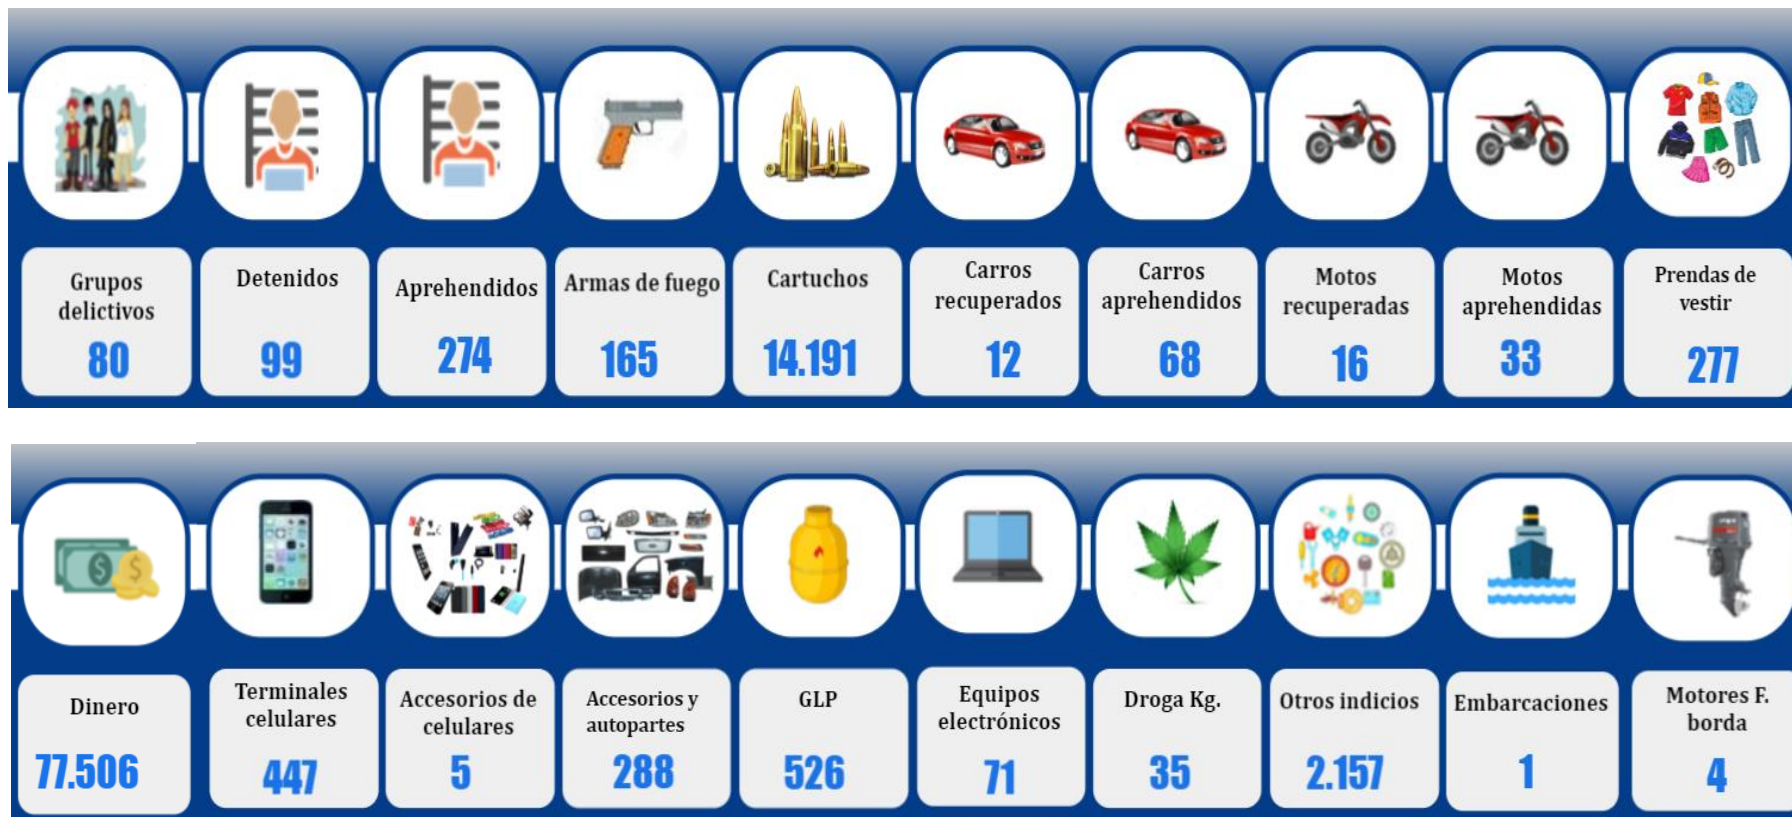 Grupos
delictivos
80
Detenidos
99
Aprehendidos
274
Armas de fuego
165
Cartuchos
14.191
Carros
recuperados
12
Carros
aprehendidos
68
Motos
recuperadas
16
Motos
aprehendidas
33
Prendas de
vestir
277
Dinero
77.506
Terminales
celulares
447
Accesorios de
celulares
5
Accesorios y
autopartes
288
GLP
526
Equipos
electrónicos
71
Droga Kg.
35
Otros indicios
2.157
Embarcaciones
1
Motores F.
borda
4